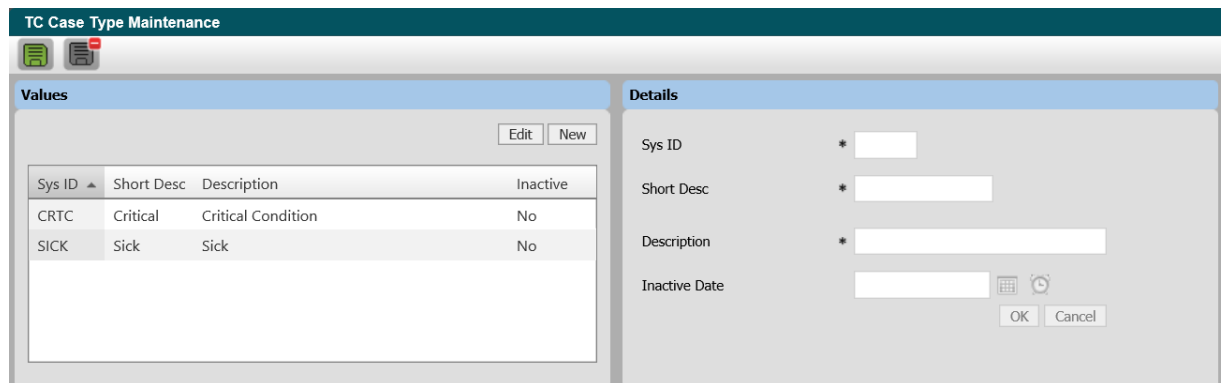 TC Case Type Maintenance
Values
Edit New
Sys ID Short Desc Description Inactive
CRTC Critical Critical Condition No
SICK Sick Sick No
Details
Sys ID *
Short Desc *
Description *
Inactive Date
OK Cancel